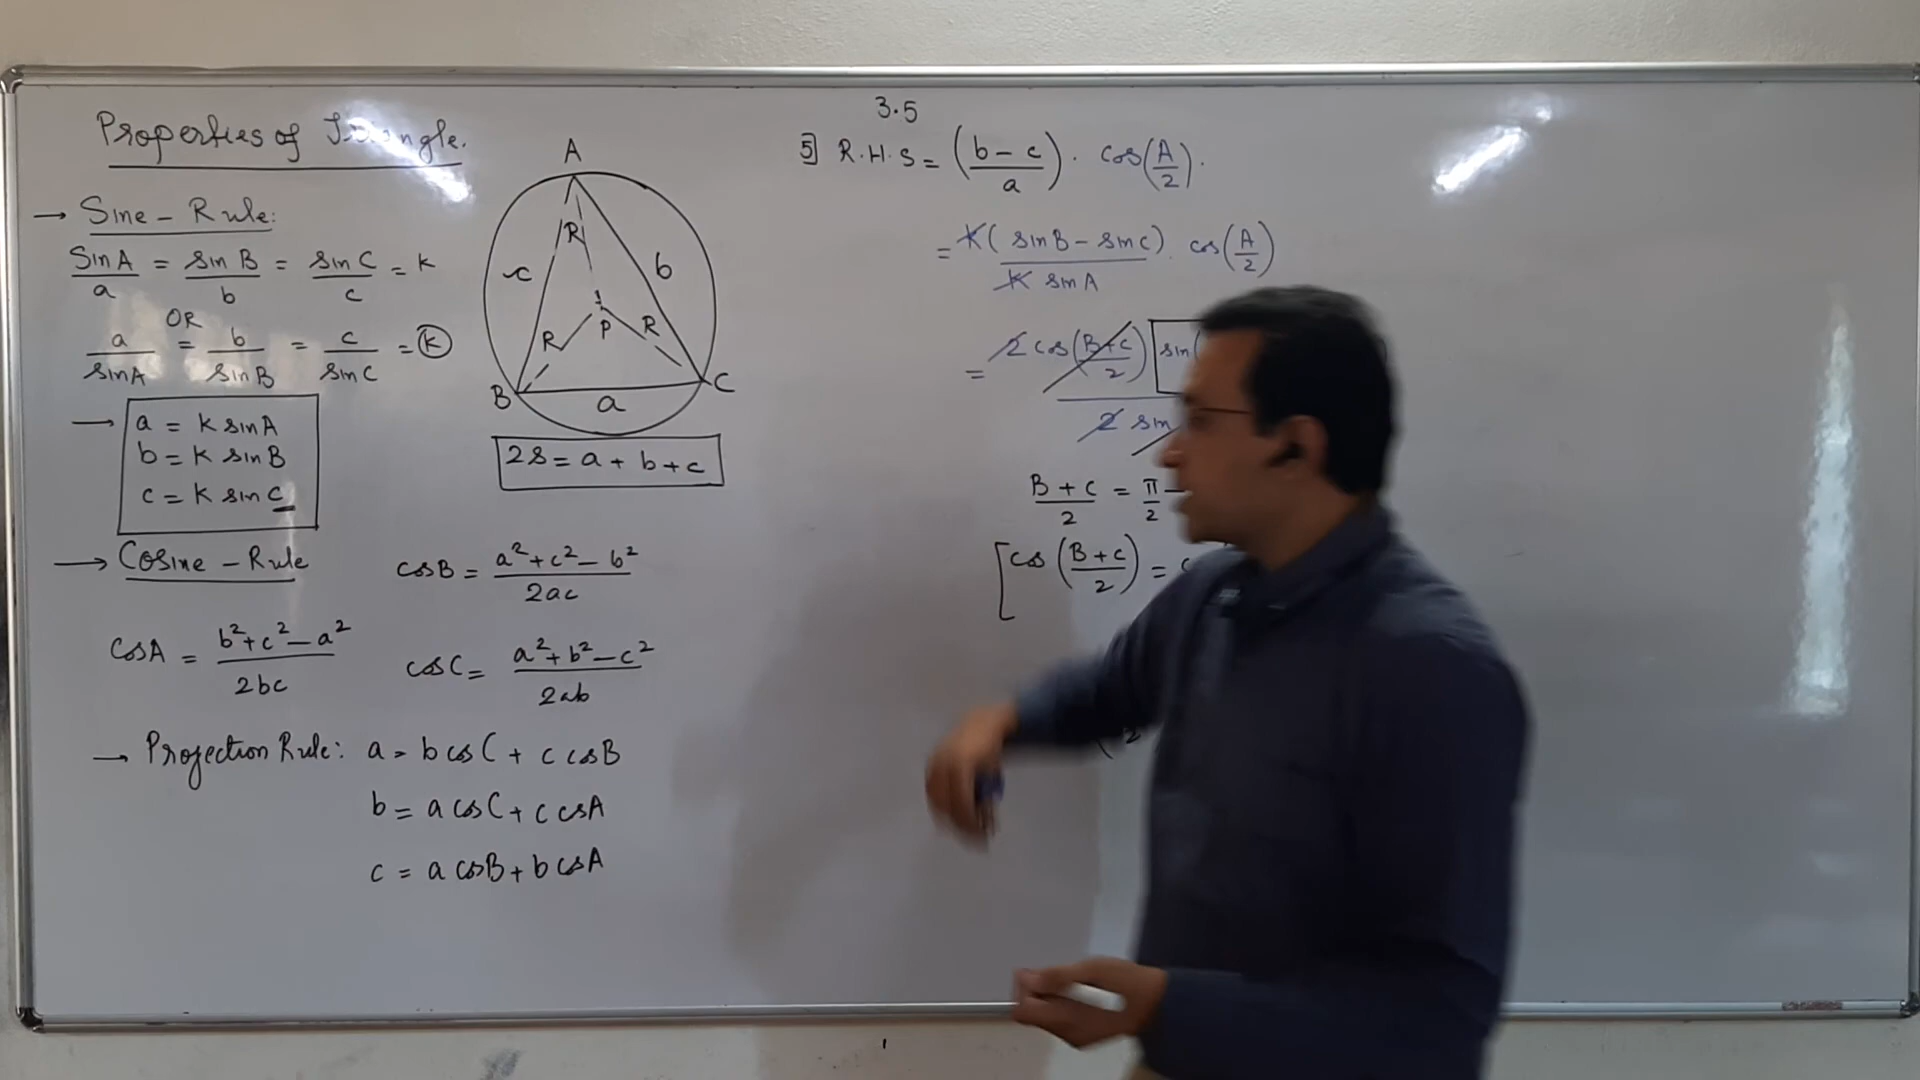 Properties of Triangle.
→ Sine - Rule:
SinA/a = sinB/b = sinC/c = k
OR
a/sinA = b/sinB = c/sinC = k
→ a = k sinA
b = k sinB
c = k sinC
→ Cosine - Rule
cosB = a²+c²-b²/2ac
cosA = b²+c²-a²/2bc
cosC = a²+b²-c²/2ab
→ Projection Rule: a = b cosC + c cosB
b = a cosC + c cosA
c = a cosB + b cosA
A
R
c
b
R
P
R
B
a
C
2s = a + b + c
3.5
5] R.H.S = (b-c/a) . cos(A/2).
= k(sinB - sinC)/k sinA . cos(A/2)
= 2 cos(B+C/2) sin(
2 sin
B+C/2 = π/2 -
[cos(B+C/2) =
2